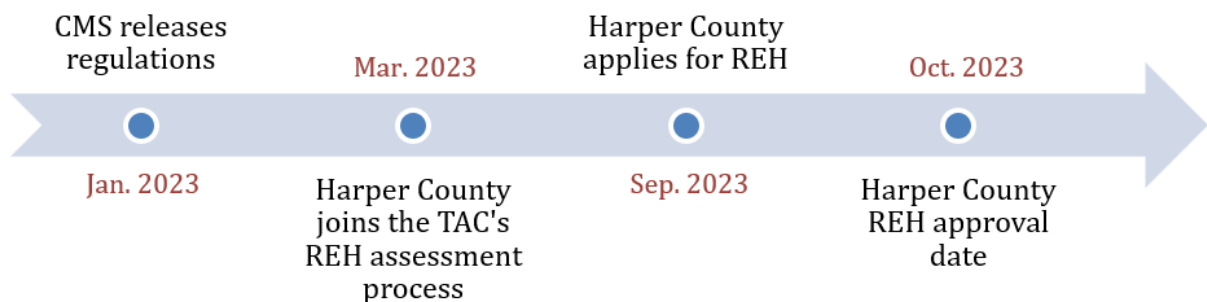 CMS releases
regulations
Jan. 2023
Mar. 2023
Harper County
joins the TAC's
REH assessment
process
Harper County
applies for REH
Sep. 2023
Oct. 2023
Harper County
REH approval
date